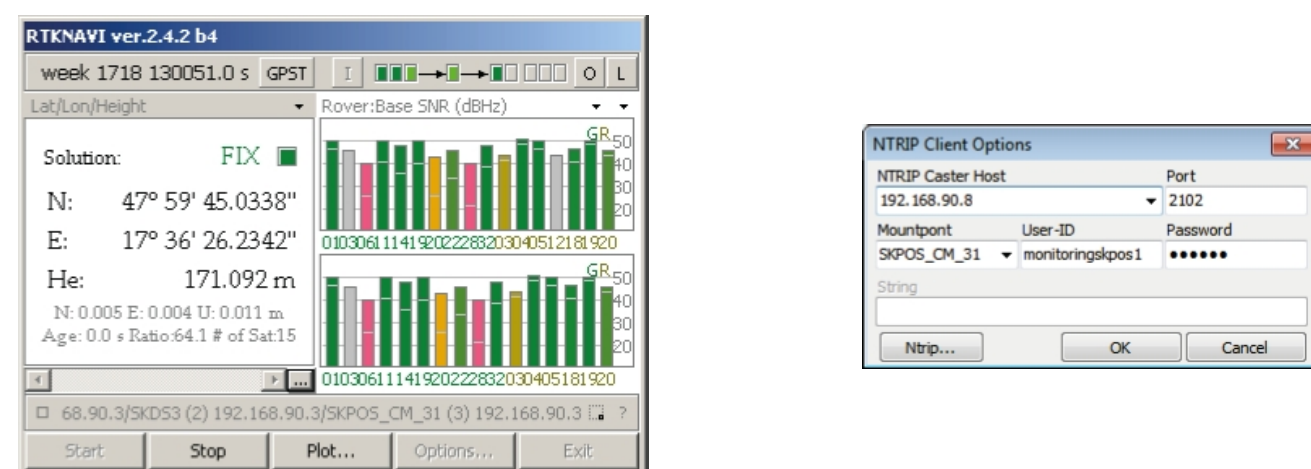 RTKNAVI ver.2.4.2 b4
week 1718 130051.0 s GPST I O L
Lat/Lon/Height
Rover:Base SNR (dBHz)
Solution: FIX
N: 47° 59' 45.0338"
E: 17° 36' 26.2342"
He: 171.092 m
N: 0.005 E: 0.004 U: 0.011 m
Age: 0.0 s Ratio:64.1 # of Sat:15
GR 50
40
30
20
010306111419202228320304051218 1920
GR 50
40
30
20
01030611141920222832030405181920
...
68.90.3/SKDS3 (2) 192.168.90.3/SKPOS_CM_31 (3) 192.168.90.3 ?
Start Stop Plot... Options... Exit
NTRIP Client Options
NTRIP Caster Host Port
192.168.90.8 2102
Mountpont User-ID Password
SKPOS_CM_31 monitoringskpos1 ●●●●●●
String
Ntrip... OK Cancel